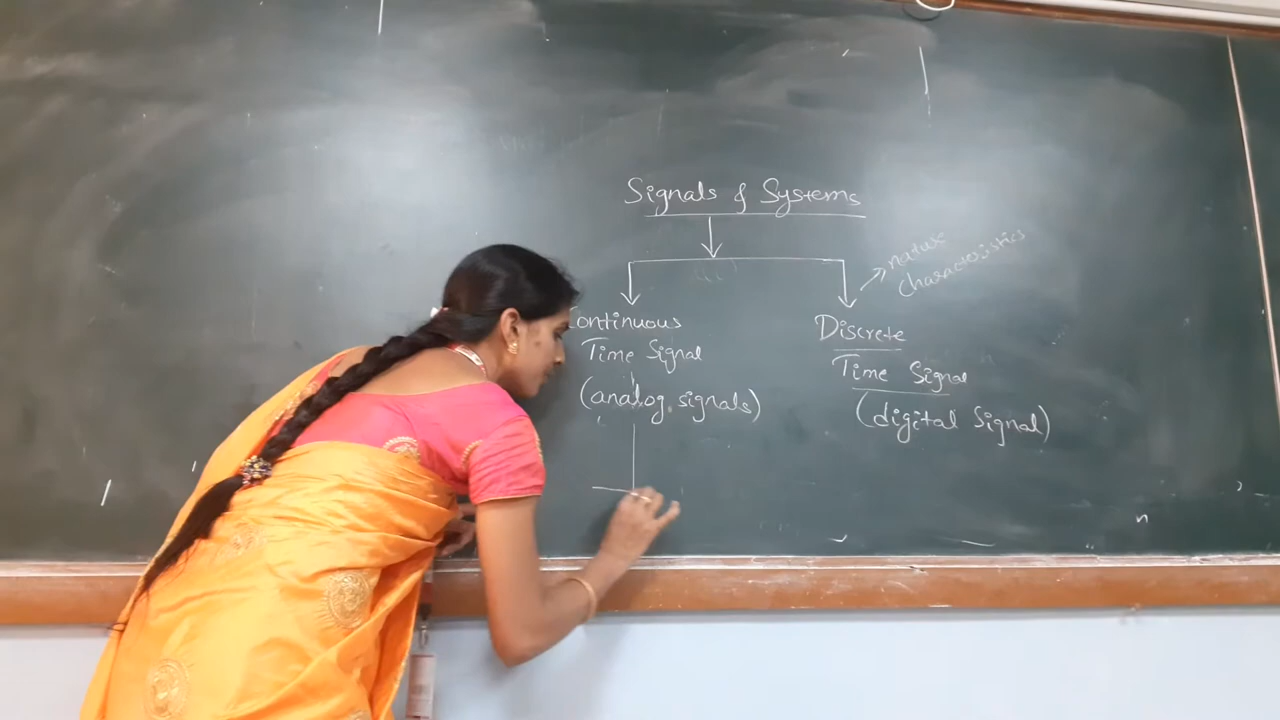 Signals & Systems
nature
characteristics
Continuous
Time Signal
(analog signals)
Discrete
Time Signal
(digital Signal)
n